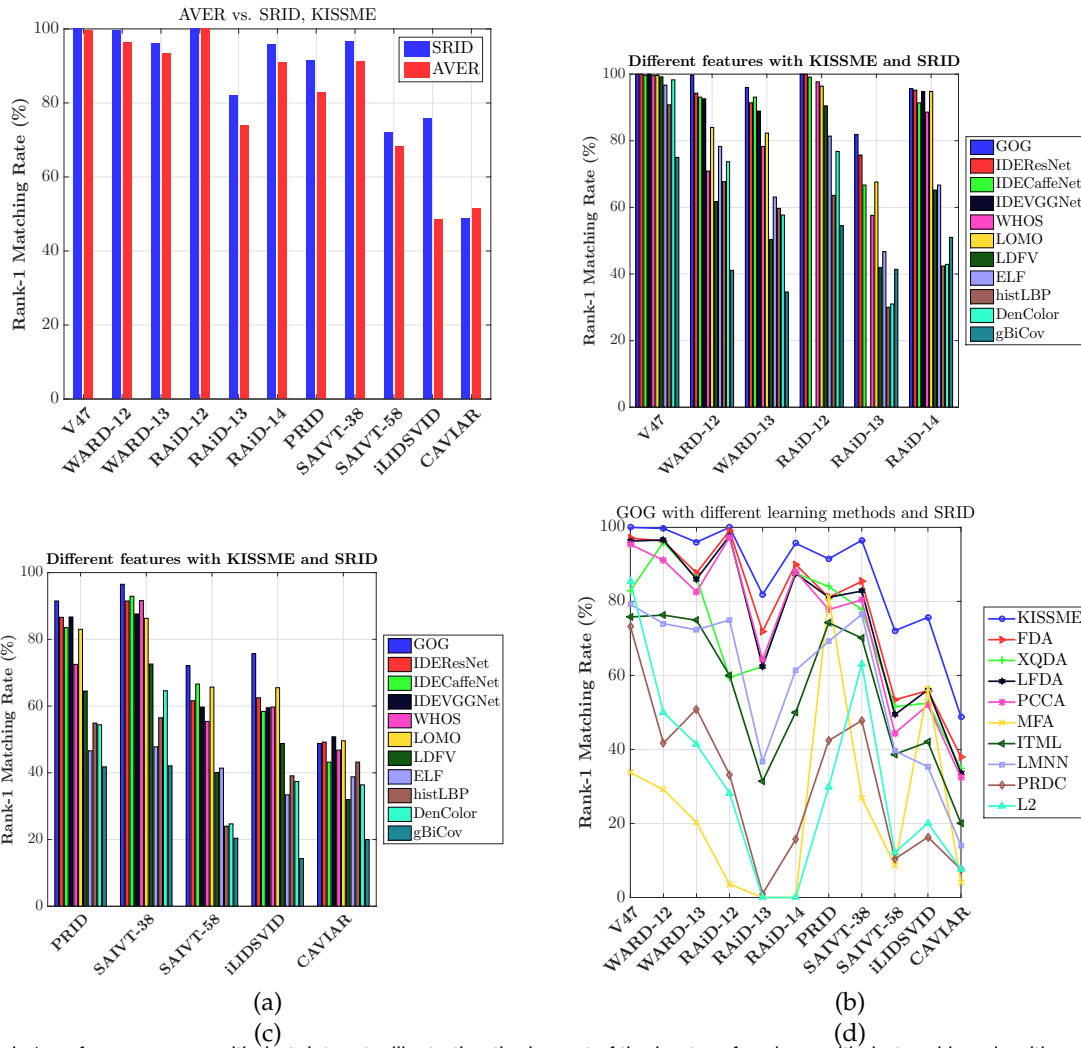 AVER vs. SRID, KISSME
Rank-1 Matching Rate (%)
100
80
60
40
20
0
SRID
AVER
V47
WARD-12
WARD-13
RAiD-12
RAiD-13
RAiD-14
PRID
SAIVT-38
SAIVT-58
iLIDSVID
CAVIAR
Different features with KISSME and SRID
Rank-1 Matching Rate (%)
100
80
60
40
20
0
V47
WARD-12
WARD-13
RAiD-12
RAiD-13
RAiD-14
GOG
IDEResNet
IDECaffeNet
IDEVGGNet
WHOS
LOMO
LDFV
ELF
histLBP
DenColor
gBiCov
Different features with KISSME and SRID
Rank-1 Matching Rate (%)
100
80
60
40
20
0
PRID
SAIVT-38
SAIVT-58
iLIDSVID
CAVIAR
GOG
IDEResNet
IDECaffeNet
IDEVGGNet
WHOS
LOMO
LDFV
ELF
histLBP
DenColor
gBiCov
GOG with different learning methods and SRID
Rank-1 Matching Rate (%)
100
80
60
40
20
0
V47
WARD-12
WARD-13
RAiD-12
RAiD-13
RAiD-14
PRID
SAIVT-38
SAIVT-58
iLIDSVID
CAVIAR
KISSME
FDA
XQDA
LFDA
PCCA
MFA
ITML
LMNN
PRDC
L2
(a)
(b)
(c)
(d)